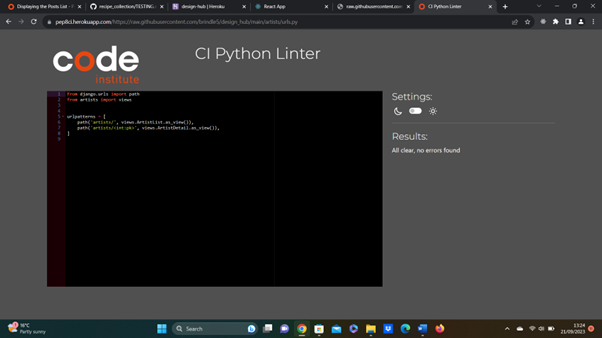 Displaying the Posts List -
recipe_collection/TESTING.
design-hub | Heroku
React App
raw.githubusercontent.com
CI Python Linter
pep8ci.herokuapp.com/https://raw.githubusercontent.com/brindle5/design_hub/main/artists/urls.py
code
institute
CI Python Linter
1 from django.urls import path
2 from artists import views
3
4
5 urlpatterns = [
6 path('artists/', views.ArtistList.as_view()),
7 path('artists/<int:pk>', views.ArtistDetail.as_view()),
8 ]
9
Settings:
Results:
All clear, no errors found
18°C
Partly sunny
Search
13:24
21/09/2023